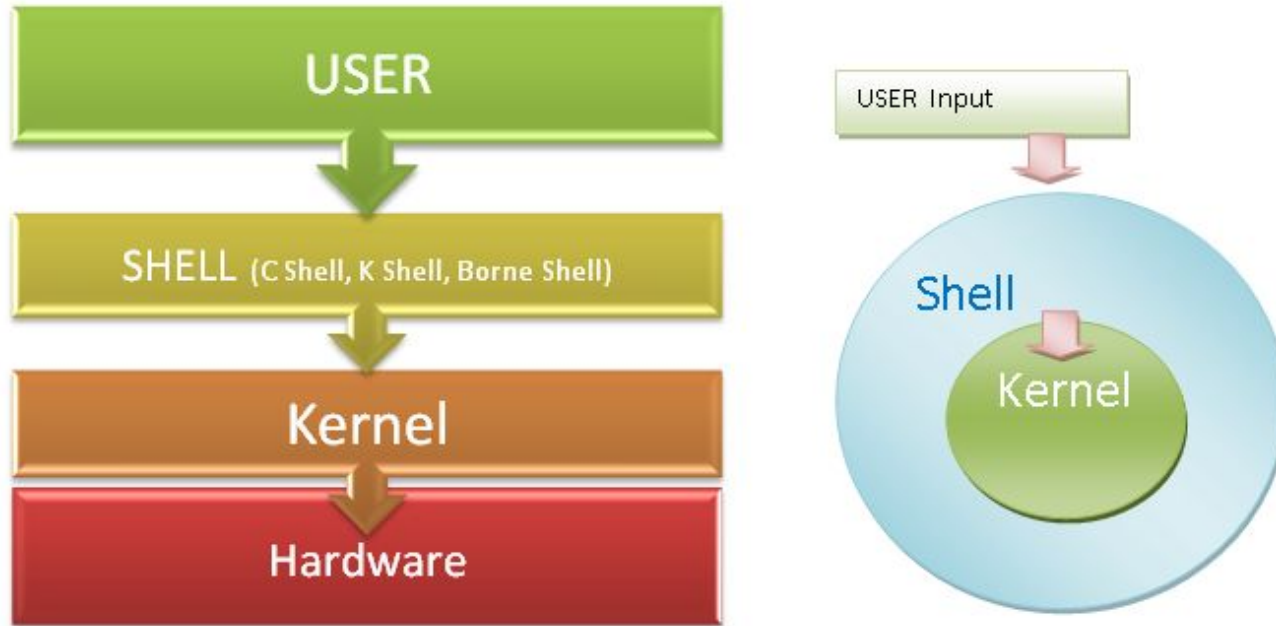 USER
SHELL (C Shell, K Shell, Borne Shell)
Kernel
Hardware
USER Input
Shell
Kernel